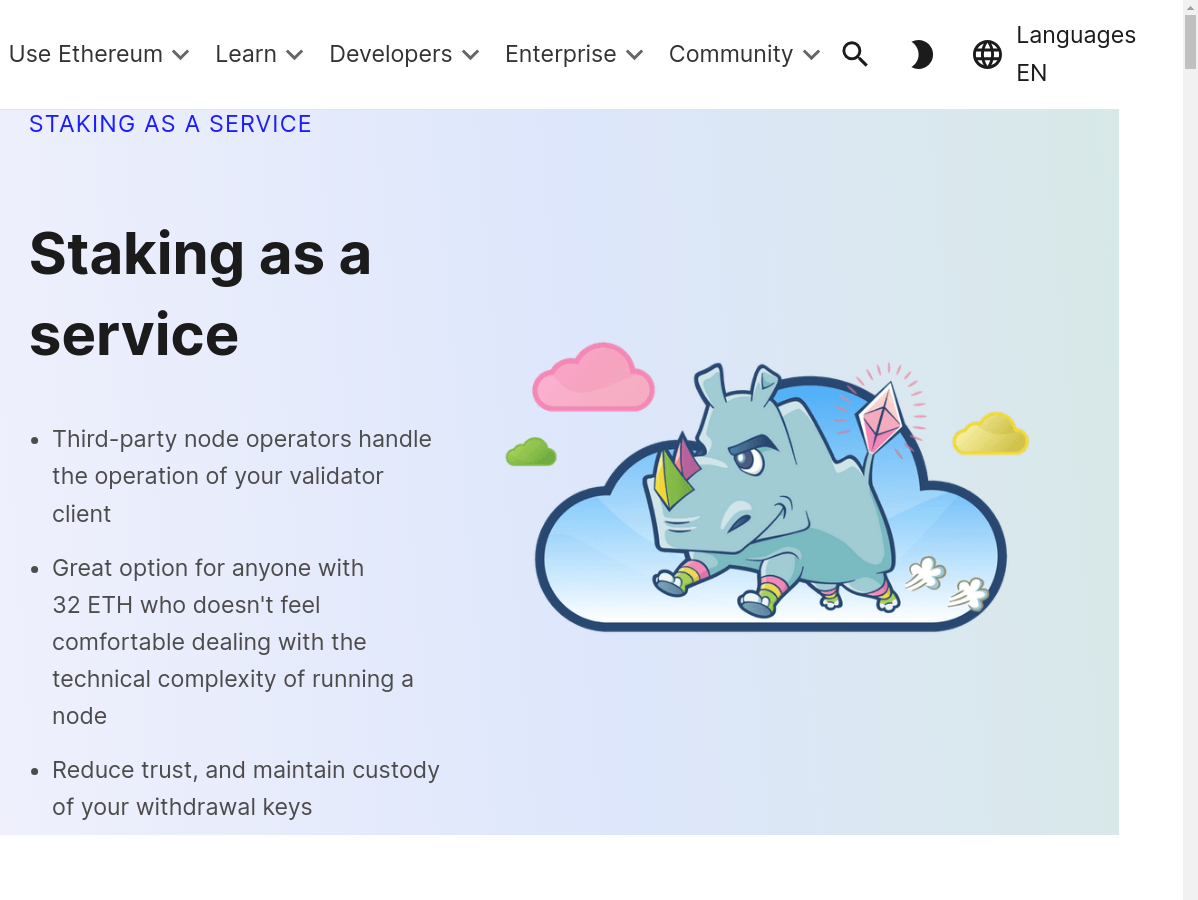 Use Ethereum Learn Developers Enterprise Community Languages
EN
STAKING AS A SERVICE
Staking as a
service
• Third-party node operators handle
the operation of your validator
client
• Great option for anyone with
32 ETH who doesn't feel
comfortable dealing with the
technical complexity of running a
node
• Reduce trust, and maintain custody
of your withdrawal keys